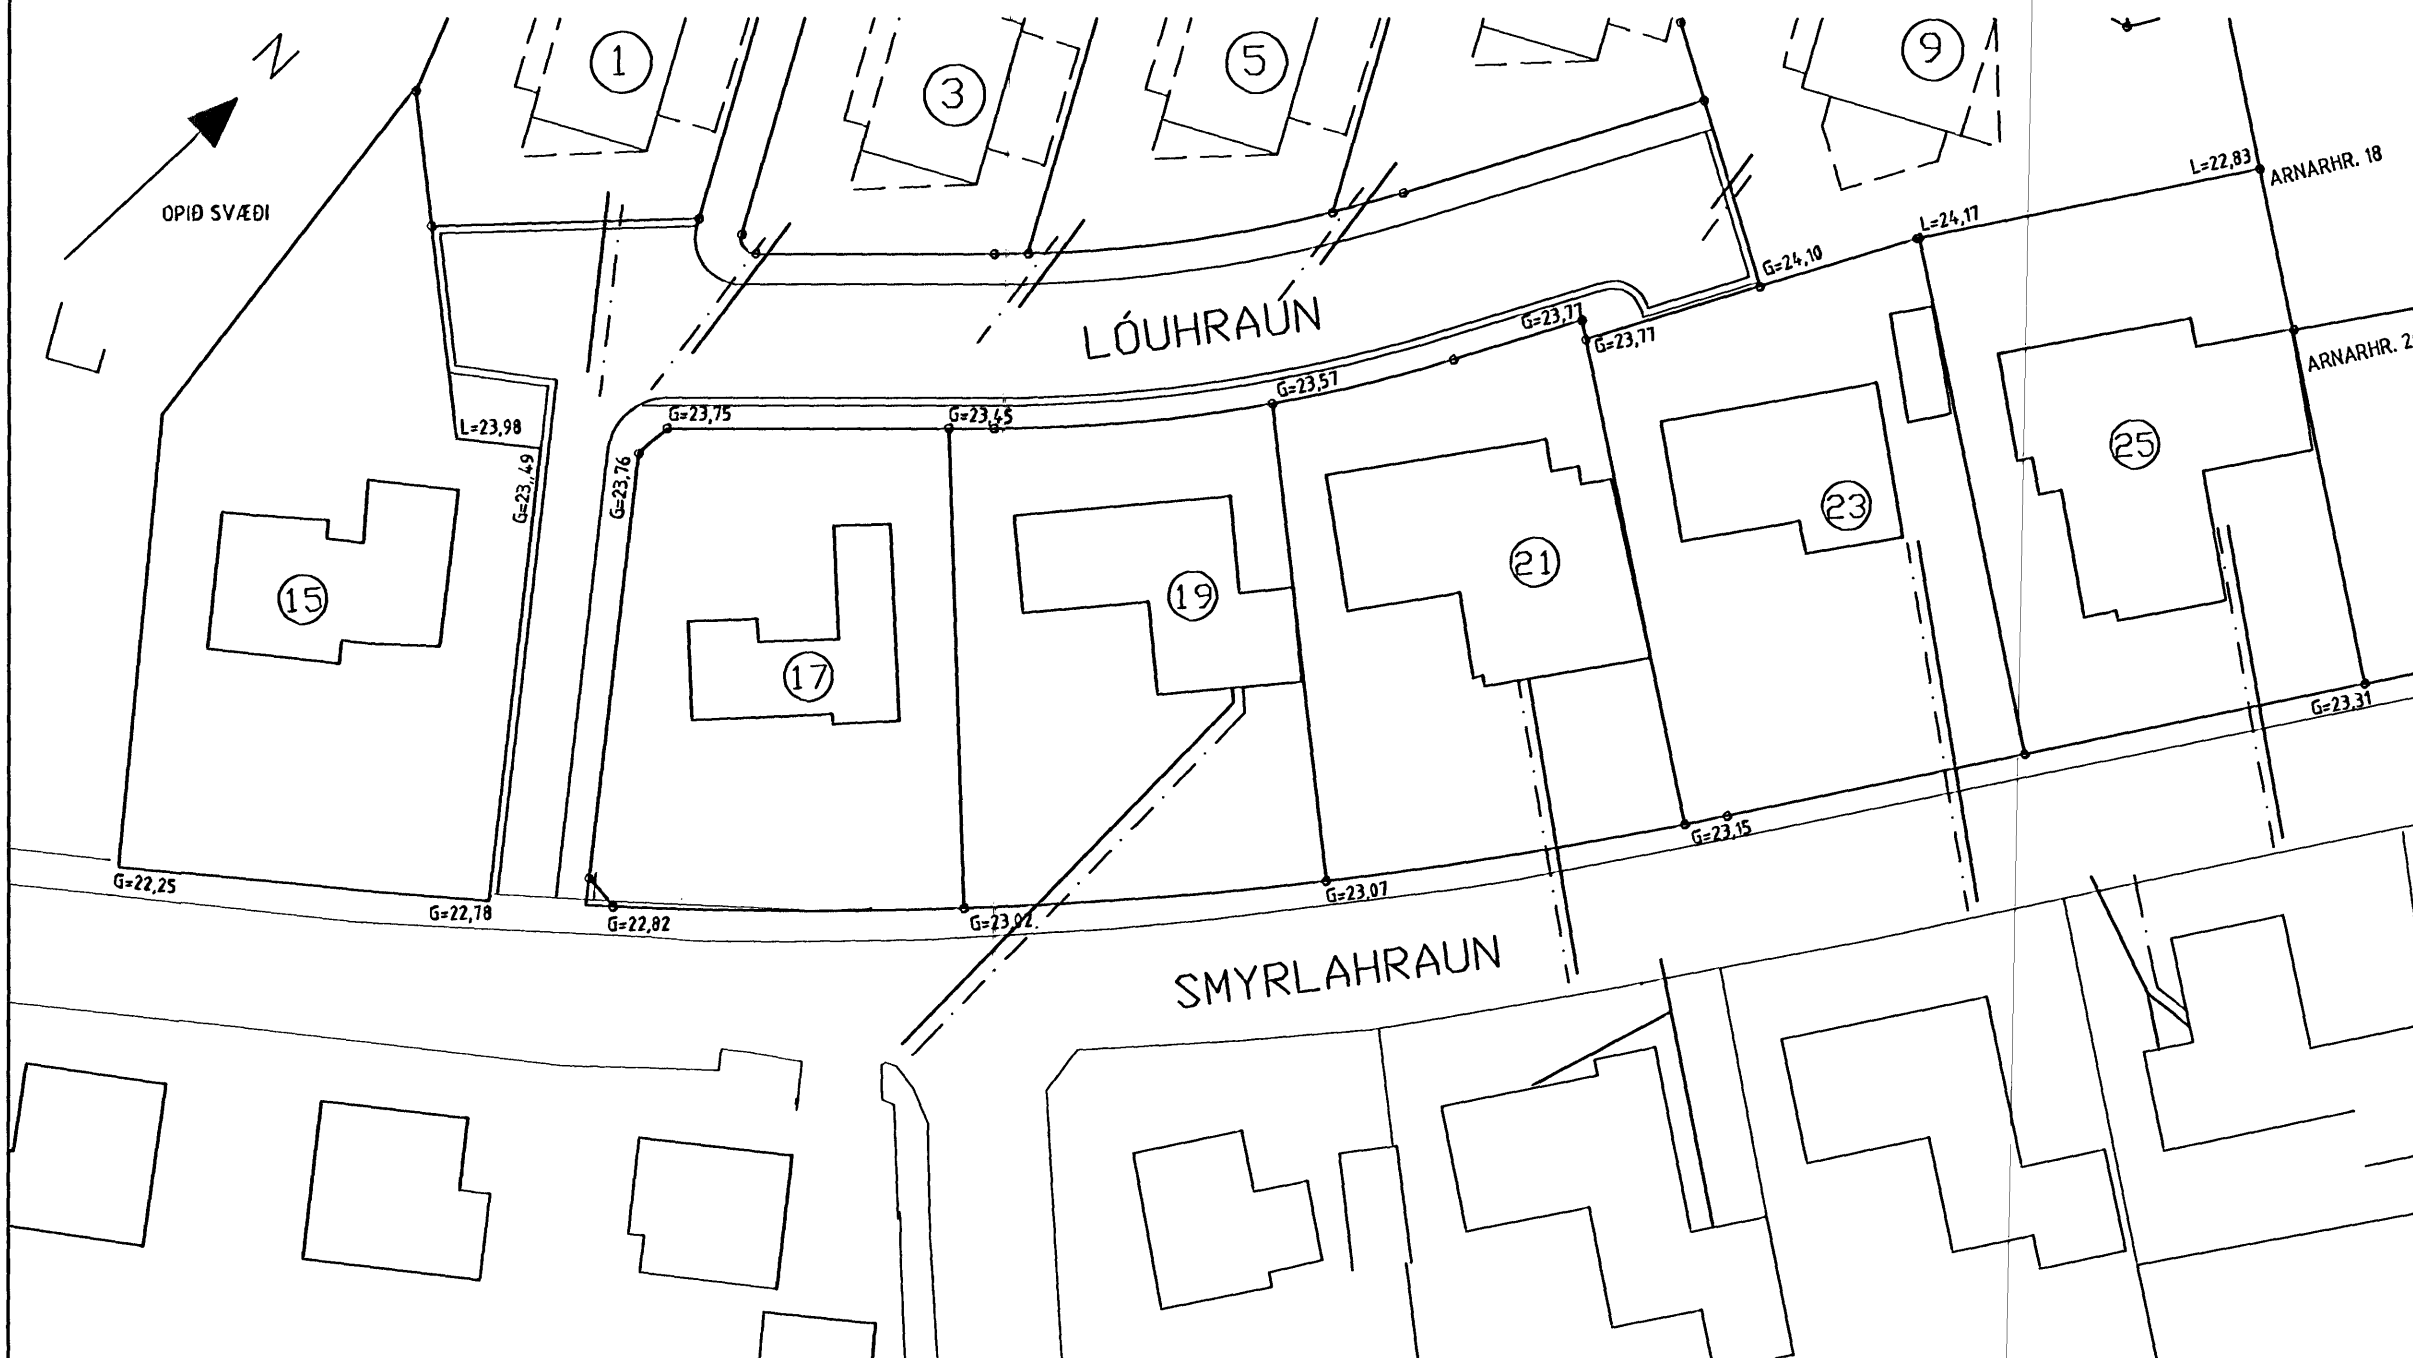 N
1
3
5
9
OPIÐ SVÆÐI
L=22,83
ARNARHR. 18
L=24,17
G=24,10
LÓUHRAUN
G=23,77
G=23,77
ARNARHR. 2
G=23,57
G=23,75
G=23,45
L=23,98
G=23,,49
G=23,76
15
17
19
21
23
25
G=23,31
G=23,15
G=22,25
G=22,78
G=22,82
G=23,02
G=23,07
SMYRLAHRAUN